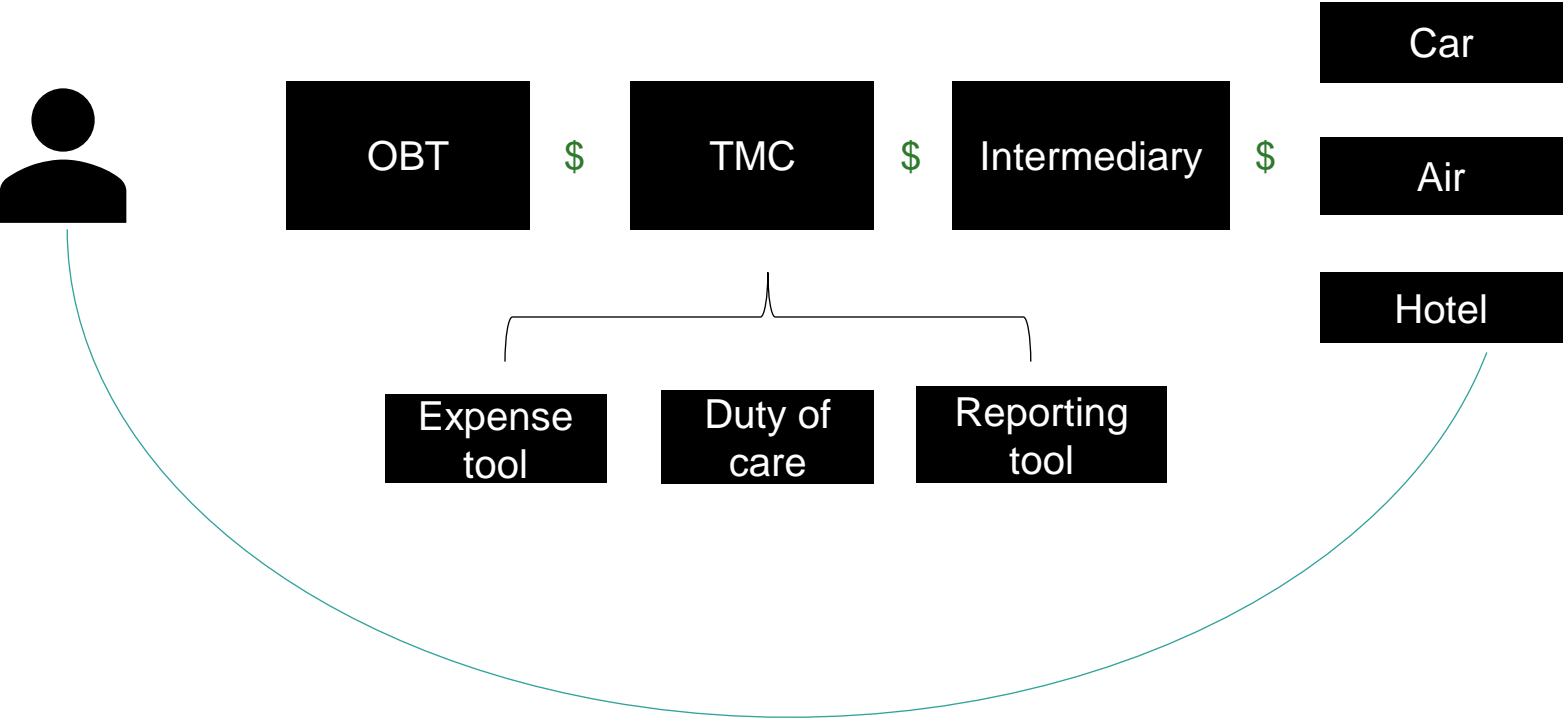 Car
OBT
$
TMC
$
Intermediary
$
Air
Hotel
Expense
tool
Duty of
care
Reporting
tool